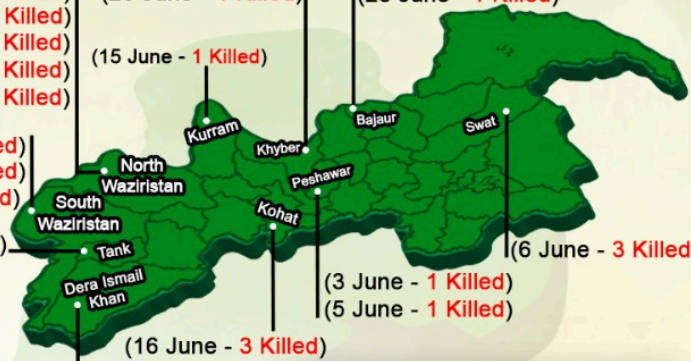 Killed)
Killed)
Killed)
Killed)
(15 June - 1 Killed)
Kurram
Bajaur
Swat
Khyber
North
Waziristan
Peshawar
South
Waziristan
Kohat
Tank
(6 June - 3 Killed
Dera Ismail
Khan
(3 June - 1 Killed)
(5 June - 1 Killed)
(16 June - 3 Killed)